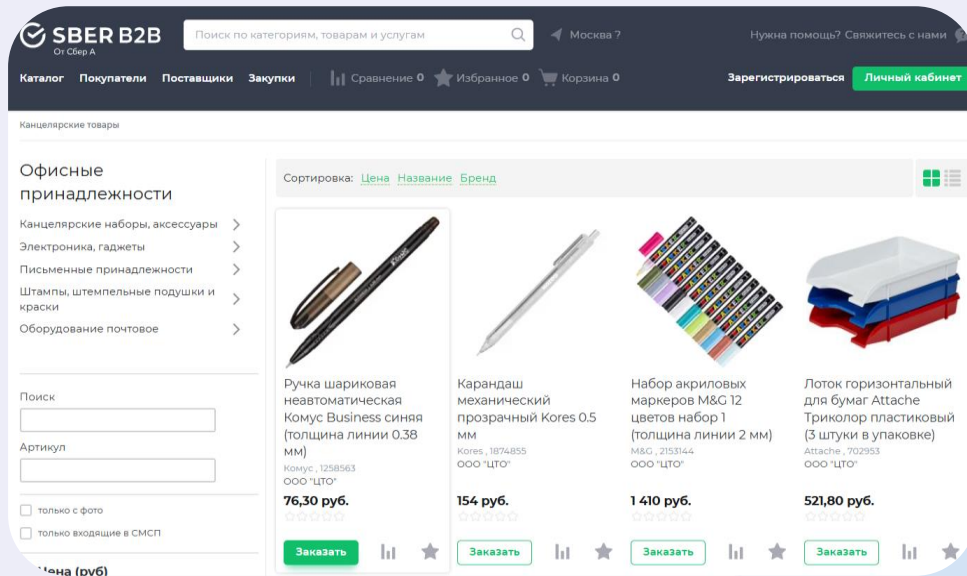 SBER B2B
От Сбер А
Поиск по категориям, товарам и услугам
Москва ?
Нужна помощь? Свяжитесь с нами
Каталог Покупатели Поставщики Закупки Сравнение 0 Избранное 0 Корзина 0
Зарегистрироваться Личный кабинет
Канцелярские товары
Офисные
принадлежности
Канцелярские наборы, аксессуары
Электроника, гаджеты
Письменные принадлежности
Штампы, штемпельные подушки и
краски
Оборудование почтовое
Поиск
Артикул
только с фото
только входящие в СМСП
Цена (руб)
Сортировка: Цена Название Бренд
Ручка шариковая
неавтоматическая
Комус Business синяя
(толщина линии 0.38
мм)
Комус , 1258563
ООО "ЦТО"
76,30 руб.
Заказать
Карандаш
механический
прозрачный Kores 0.5
мм
Kores , 1874855
ООО "ЦТО"
154 руб.
Заказать
Набор акриловых
маркеров M&G 12
цветов набор 1
(толщина линии 2 мм)
M&G , 2153144
ООО "ЦТО"
1 410 руб.
Заказать
Лоток горизонтальный
для бумаг Attache
Триколор пластиковый
(3 штуки в упаковке)
Attache , 702953
ООО "ЦТО"
521,80 руб.
Заказать